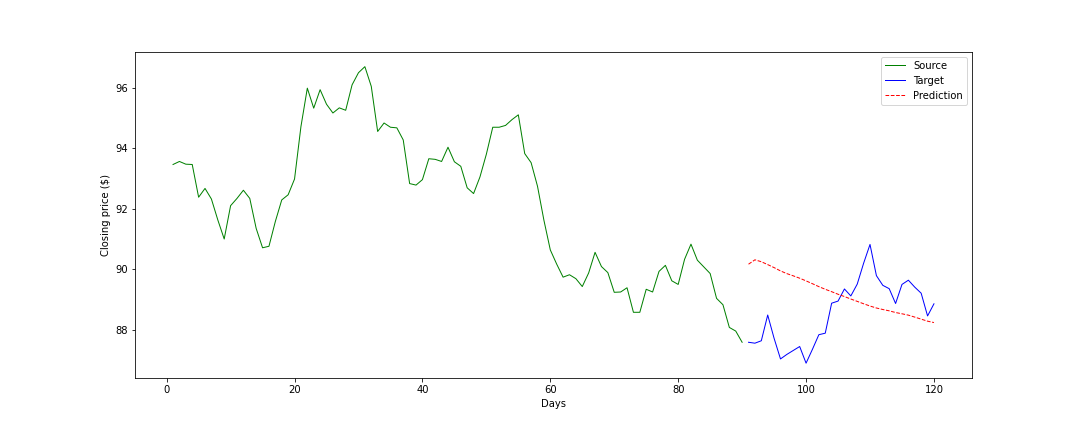 Source
Target
Prediction
96
94
92
90
88
Closing price ($)
0 20 40 60 80 100 120
Days